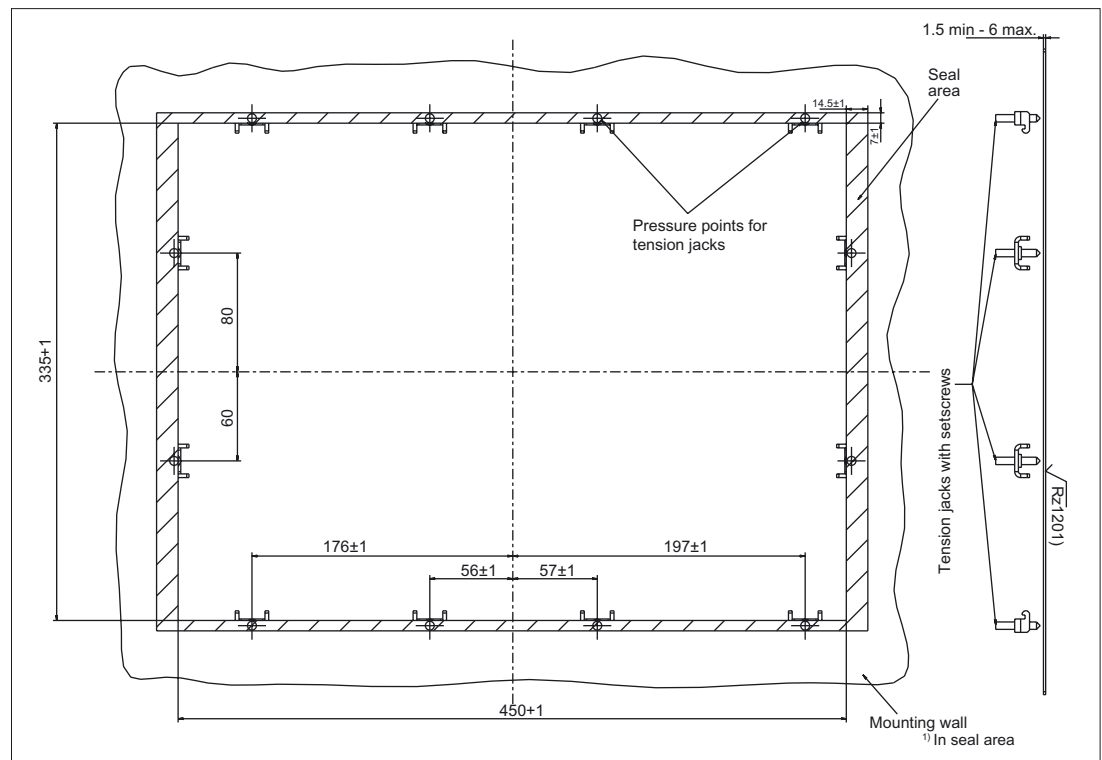 1.5 min - 6 max.
Seal
area
14.5±1
7±1
Pressure points for
tension jacks
335+1
80
60
Tension jacks with setscrews
Rz1201)
176±1
197±1
56±1
57±1
450+1
Mounting wall
1) In seal area